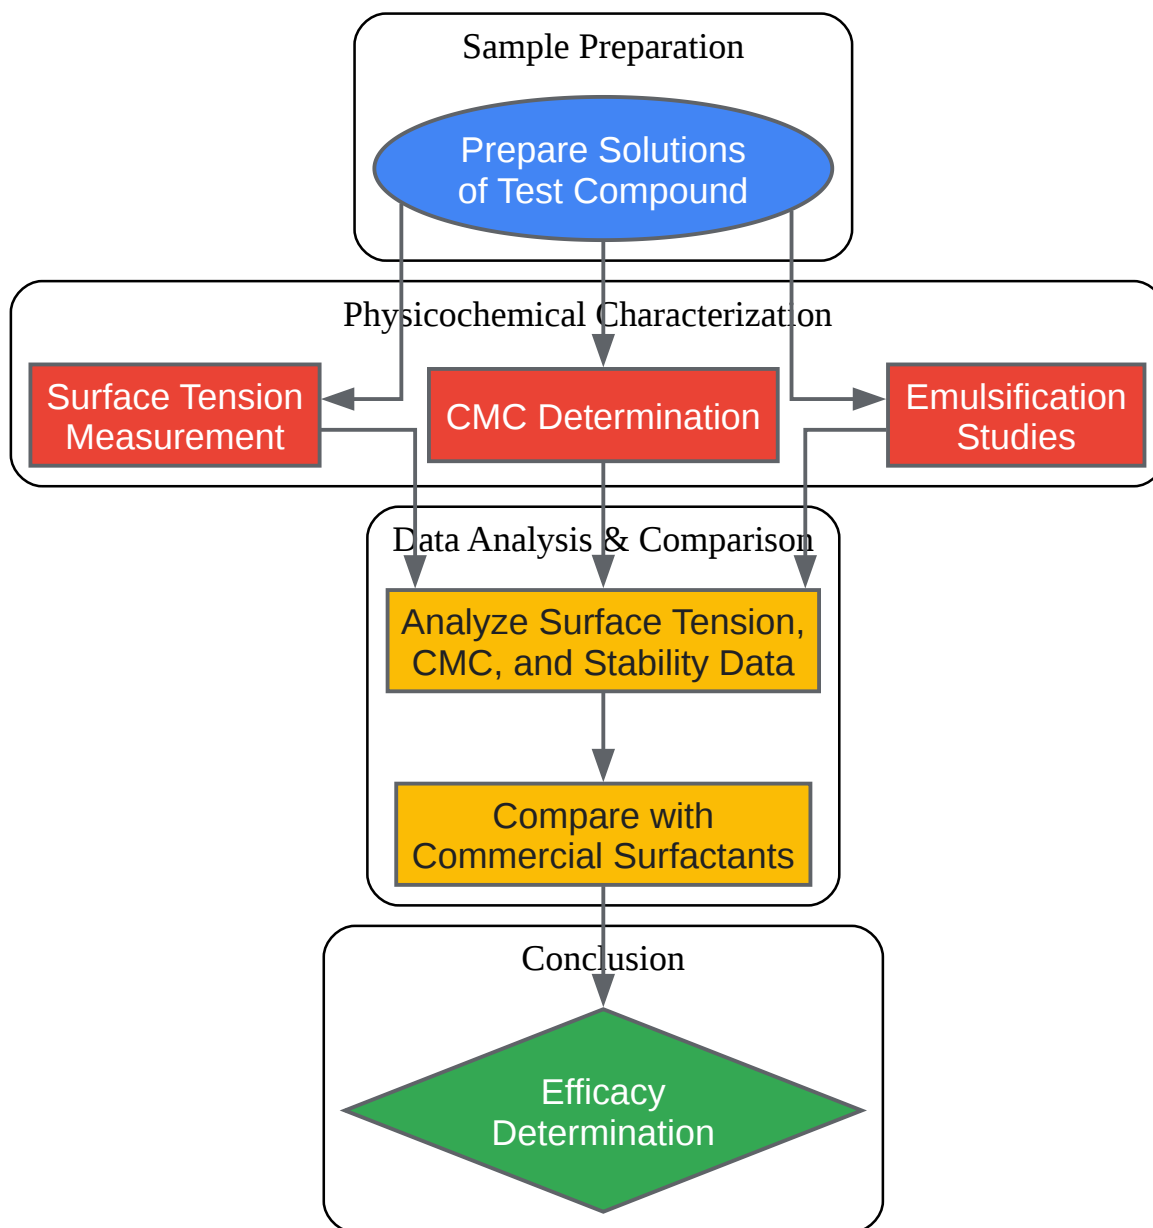 Sample Preparation
Prepare Solutions
of Test Compound
Physicochemical Characterization
Surface Tension
Measurement
CMC Determination
Emulsification
Studies
Data Analysis & Comparison
Analyze Surface Tension,
CMC, and Stability Data
Compare with
Commercial Surfactants
Conclusion
Efficacy
Determination